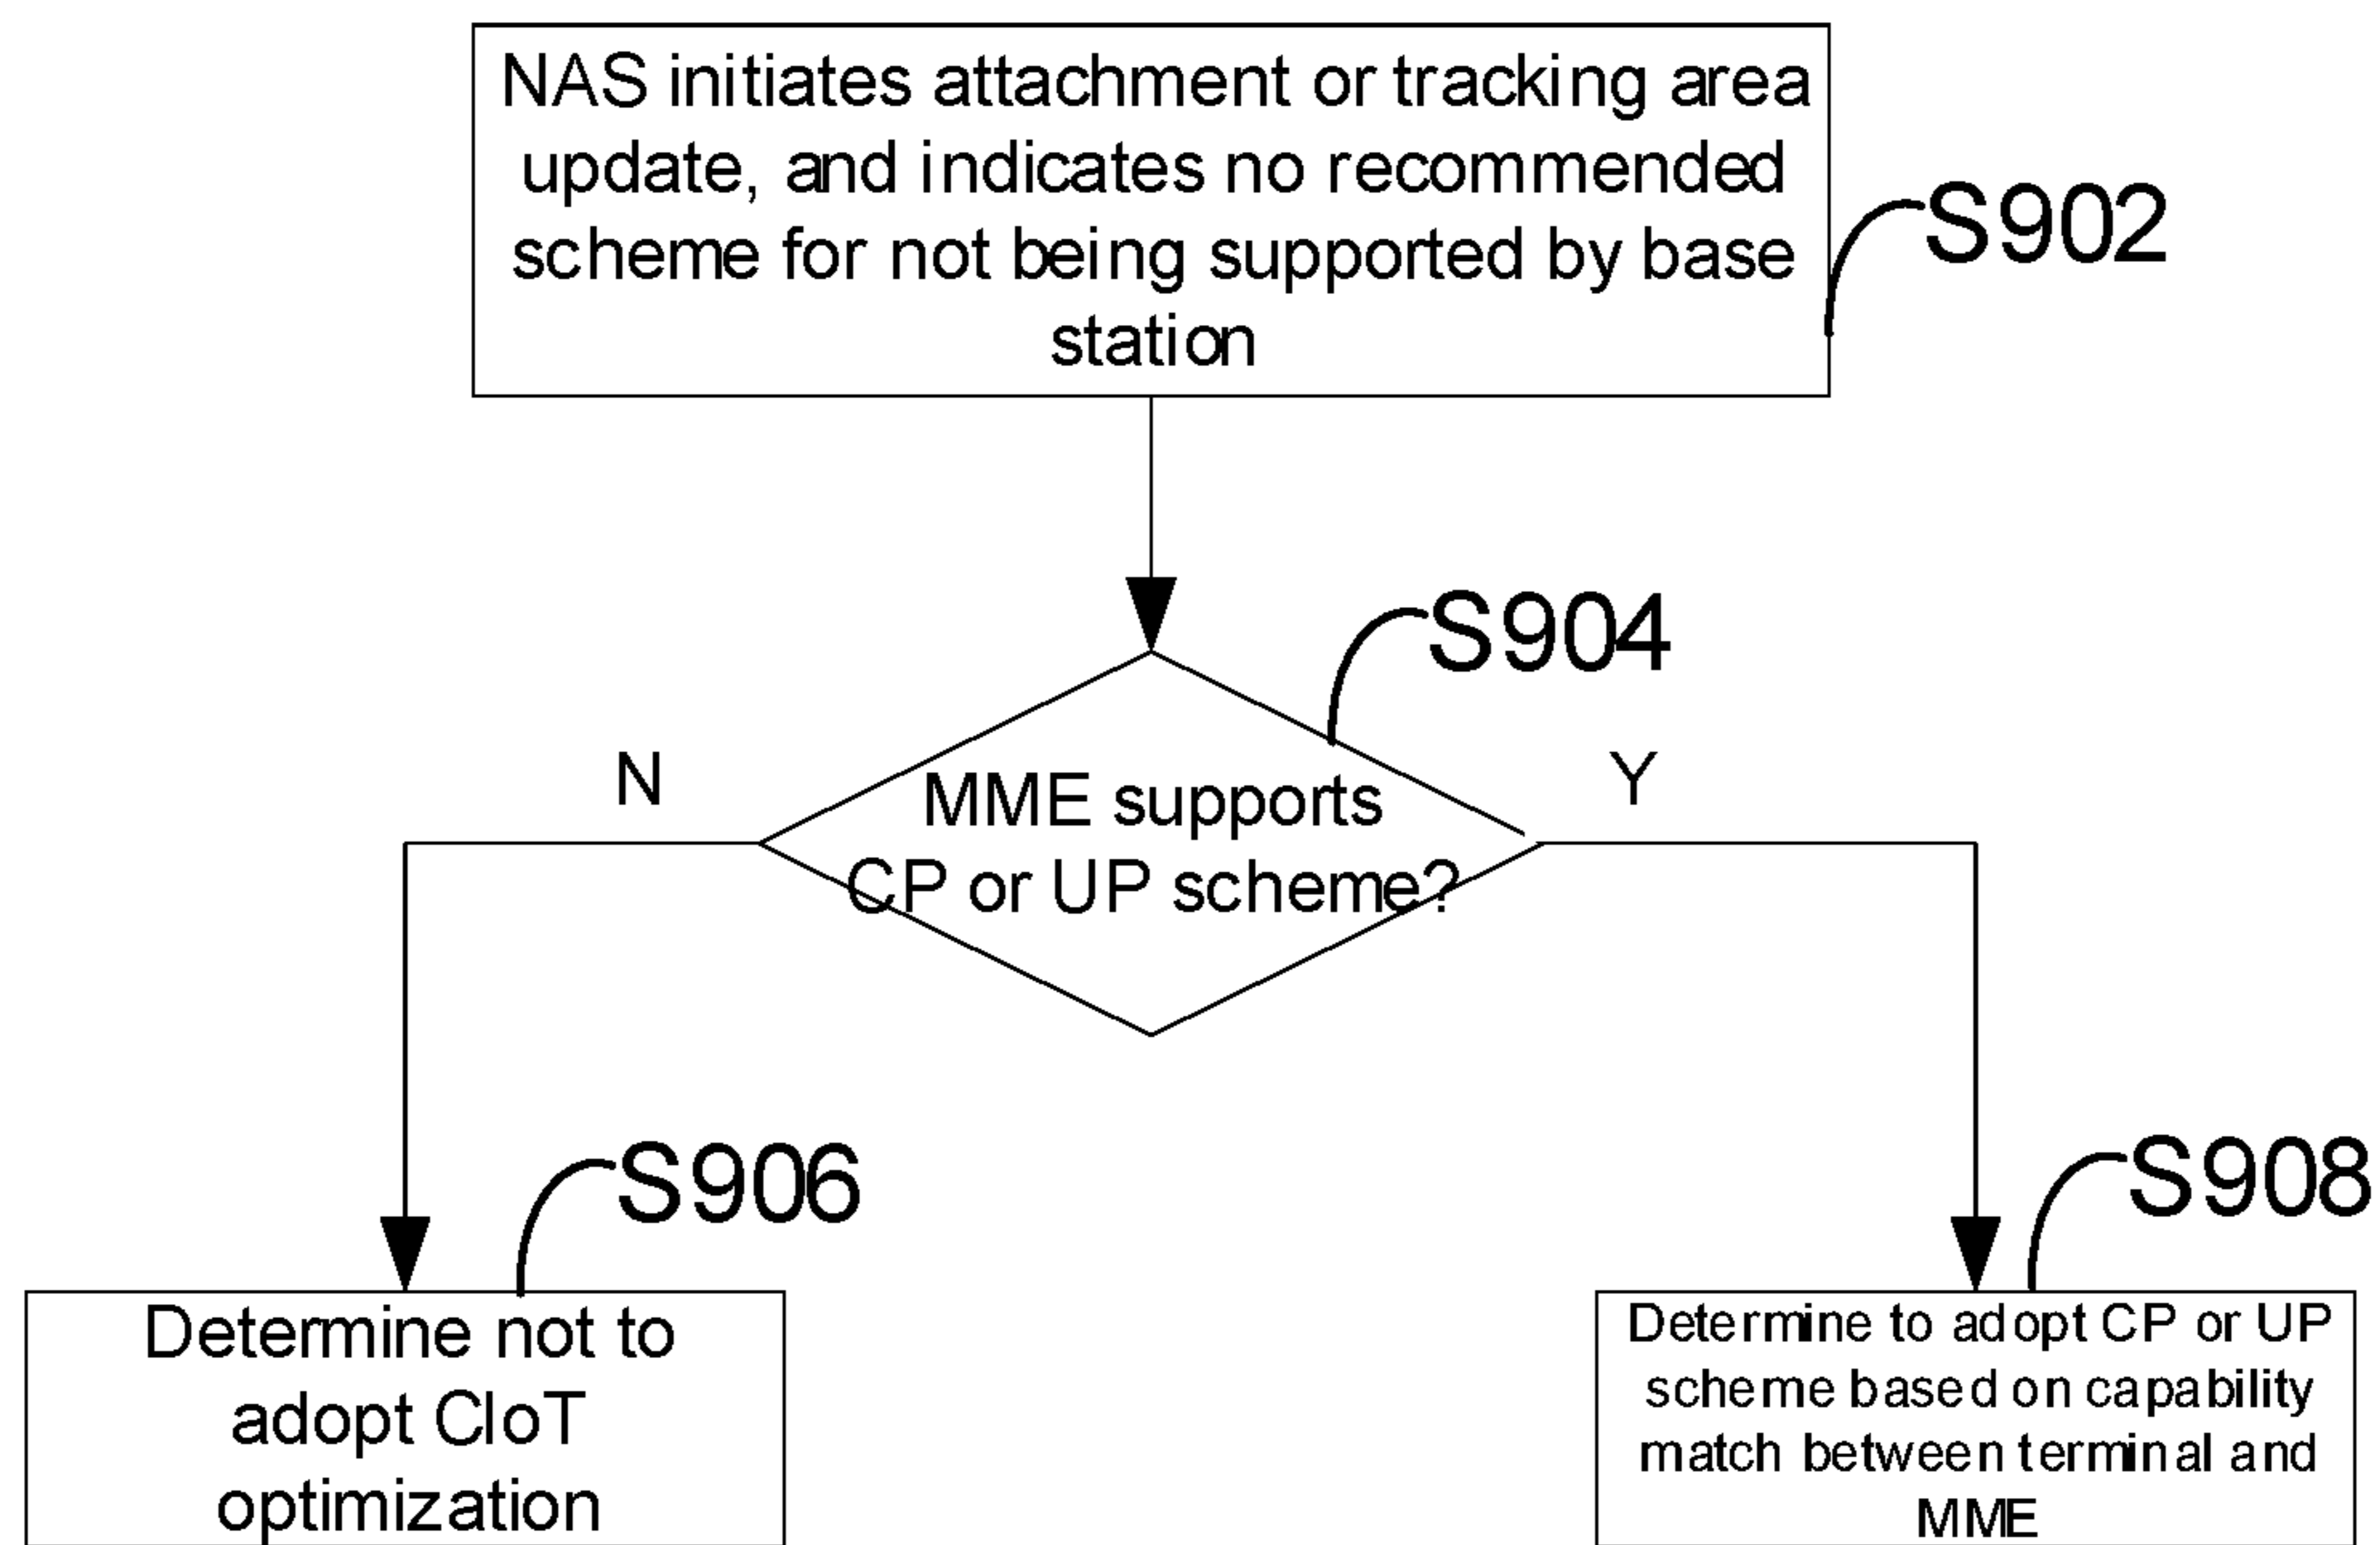 NAS initiates attachment or tracking area
update, and indicates no recommended
scheme for not being supported by base
station
S902
S904
N
Y
MME supports
CP or UP scheme?
S906
S908
Determine not to
adopt CIoT
optimization
Determine to adopt CP or UP
scheme based on capability
match between terminal and
MME